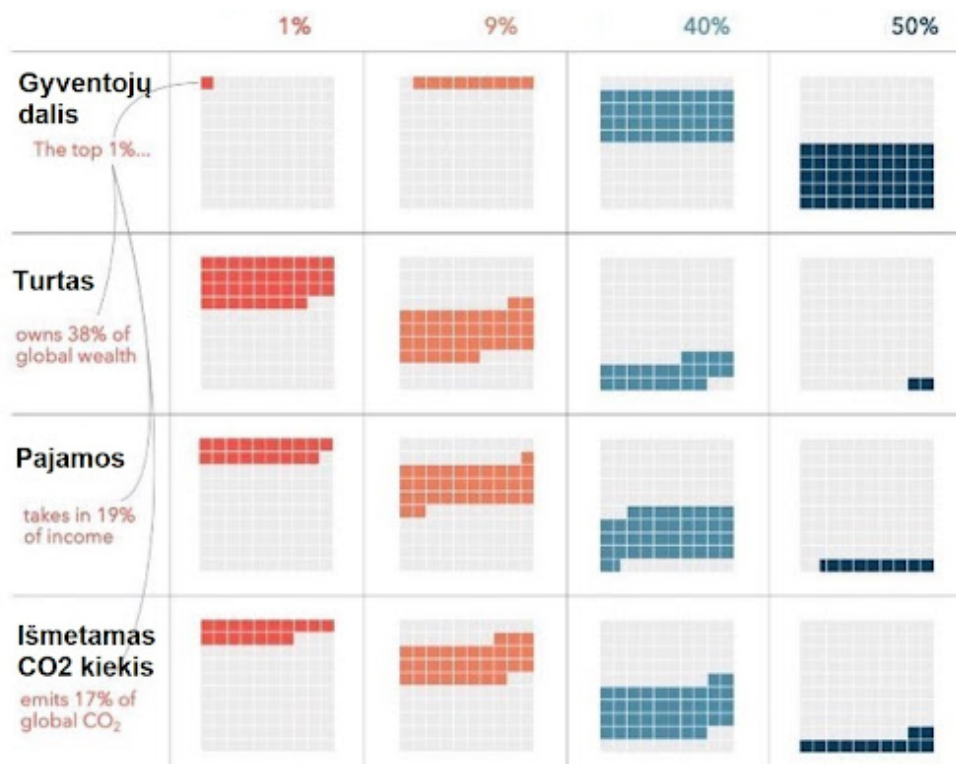 1% 9% 40% 50%
Gyventojų
dalis
The top 1%...
Turtas
owns 38% of
global wealth
Pajamos
takes in 19%
of income
Išmetamas
CO2 kiekis
emits 17% of
global CO₂